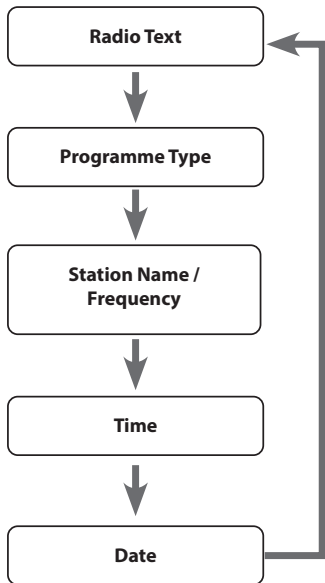 Radio Text
Programme Type
Station Name /
Frequency
Time
Date